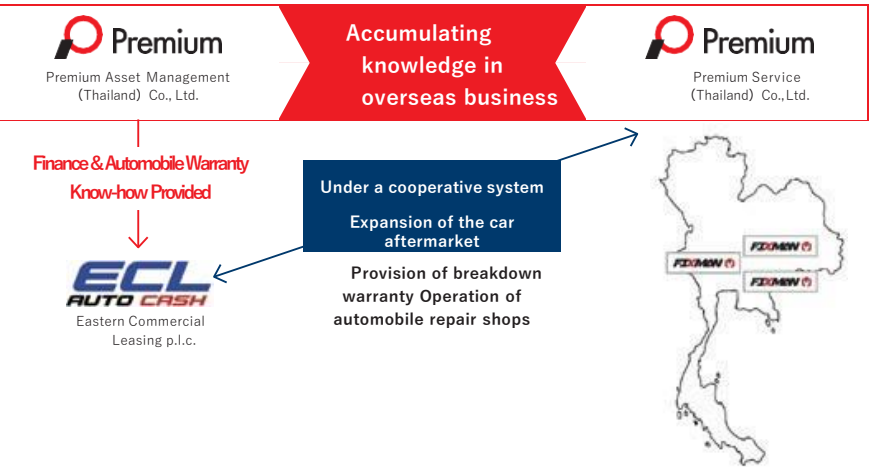 Premium
Premium Asset Management
(Thailand) Co., Ltd.
Accumulating
knowledge in
overseas business
Premium
Premium Service
(Thailand) Co., Ltd.
Finance & Automobile Warranty
Know-how Provided
Under a cooperative system
Expansion of the car
aftermarket
Provision of breakdown
warranty Operation of
automobile repair shops
ECL
AUTO CASH
Eastern Commercial
Leasing p.l.c.
FIXMAN
FIXMAN
FIXMAN